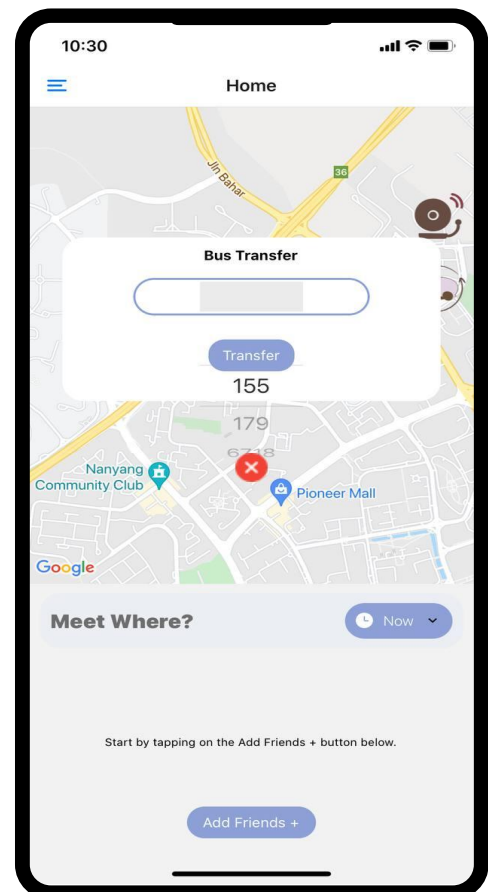 10:30
Home
Jln Bahar
36
Bus Transfer
Transfer
155
179
6718
Nanyang
Community Club
Pioneer Mall
Google
Meet Where?
Now
Start by tapping on the Add Friends + button below.
Add Friends +